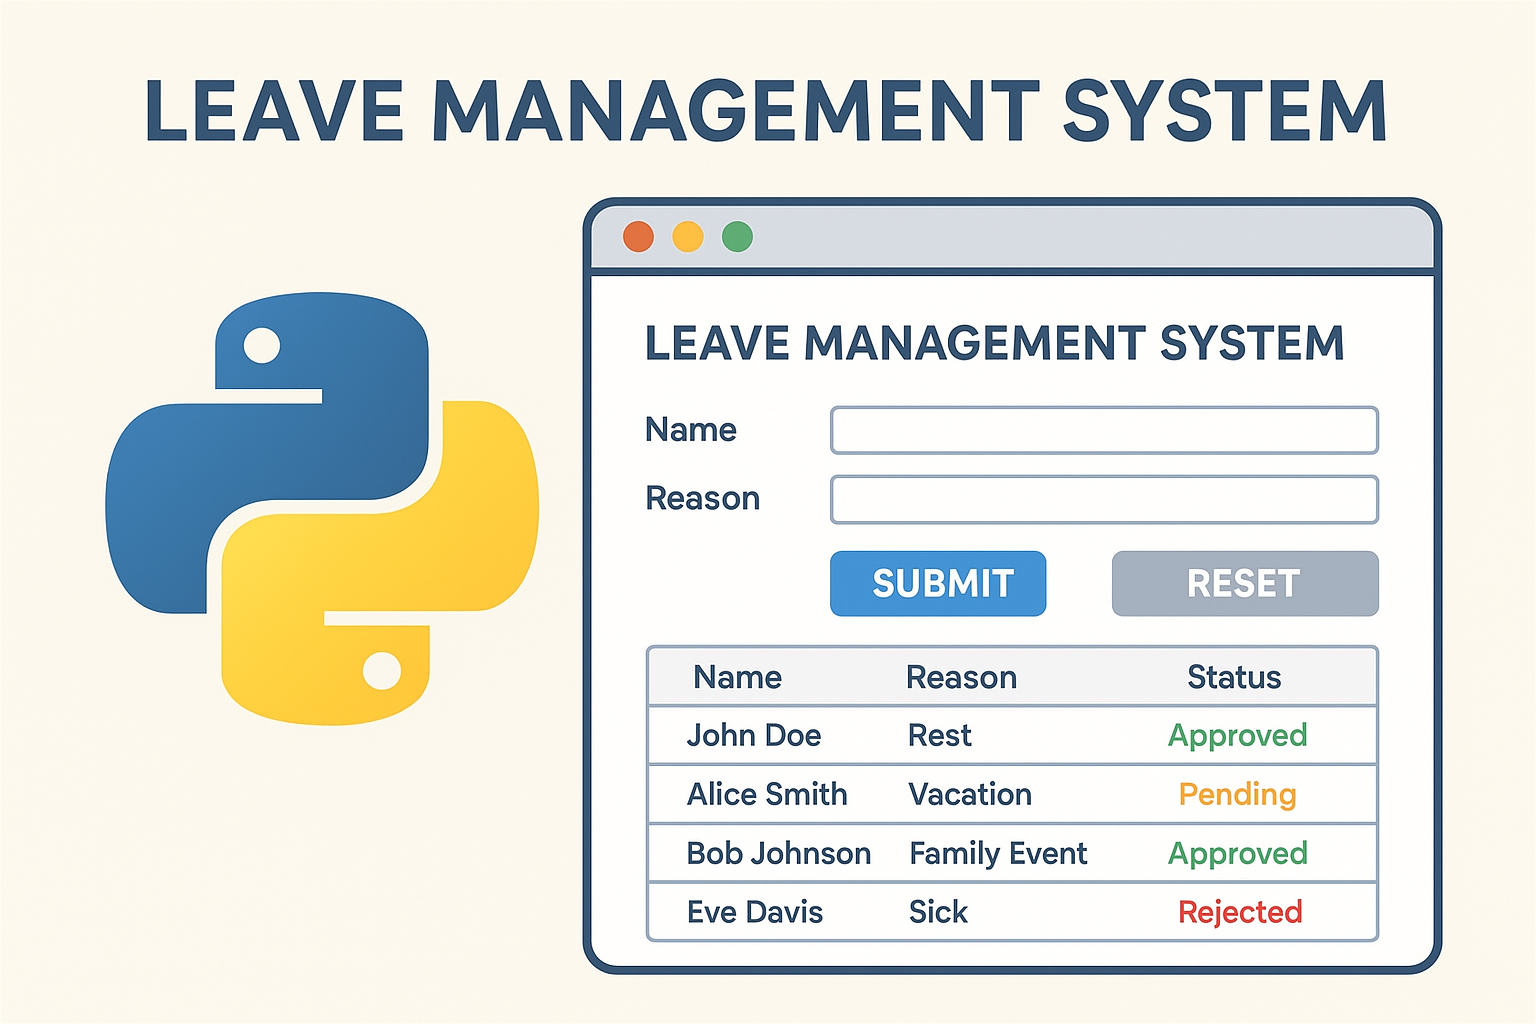 LEAVE MANAGEMENT SYSTEM
LEAVE MANAGEMENT SYSTEM
Name
Reason
SUBMIT RESET
Name Reason Status
John Doe Rest Approved
Alice Smith Vacation Pending
Bob Johnson Family Event Approved
Eve Davis Sick Rejected